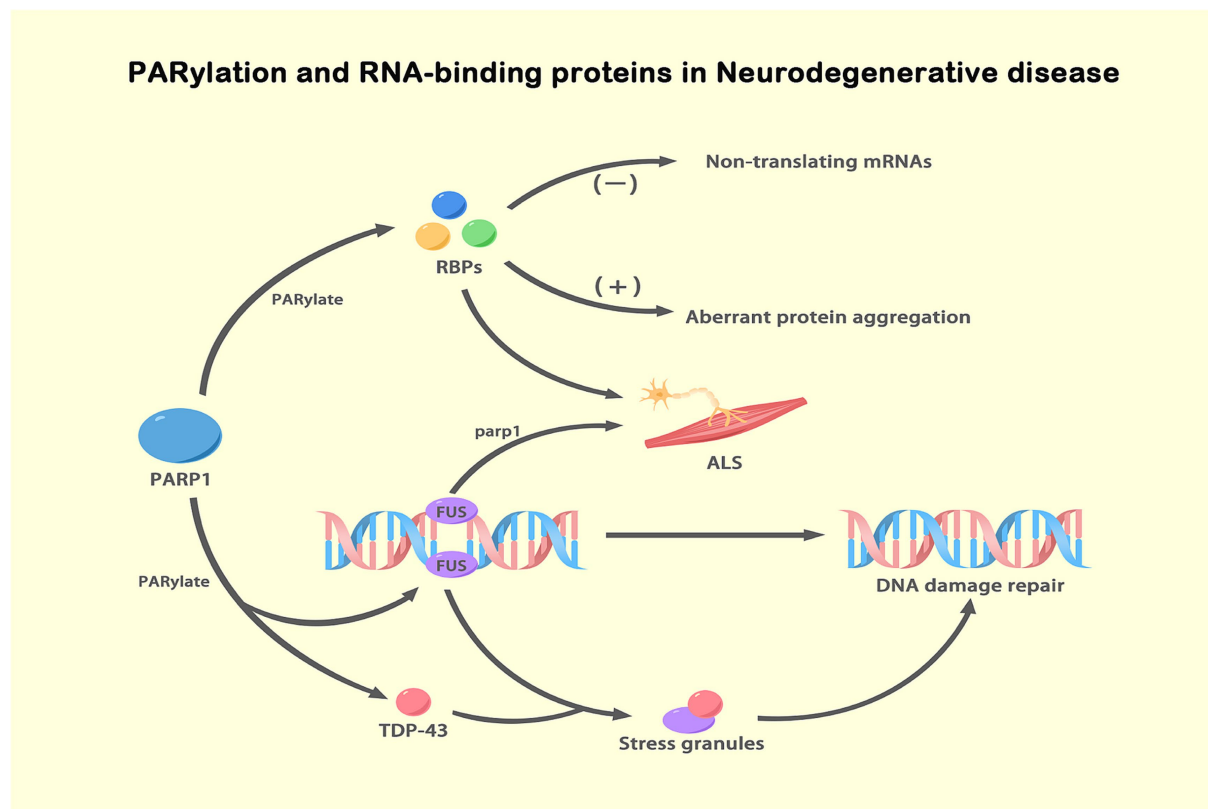 PARylation and RNA-binding proteins in Neurodegenerative disease
Non-translating mRNAs
(—)
RBPs
PARylate
(+)
Aberrant protein aggregation
parp1
ALS
PARP1
FUS
FUS
PARylate
DNA damage repair
TDP-43
Stress granules